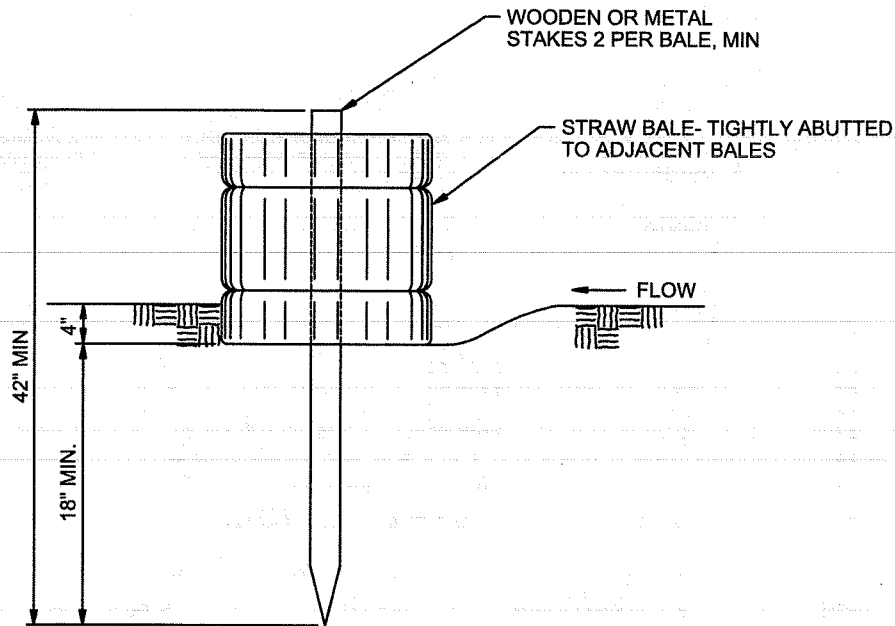 WOODEN OR METAL
STAKES 2 PER BALE, MIN
STRAW BALE- TIGHTLY ABUTTED
TO ADJACENT BALES
FLOW
4"
42" MIN
18" MIN.